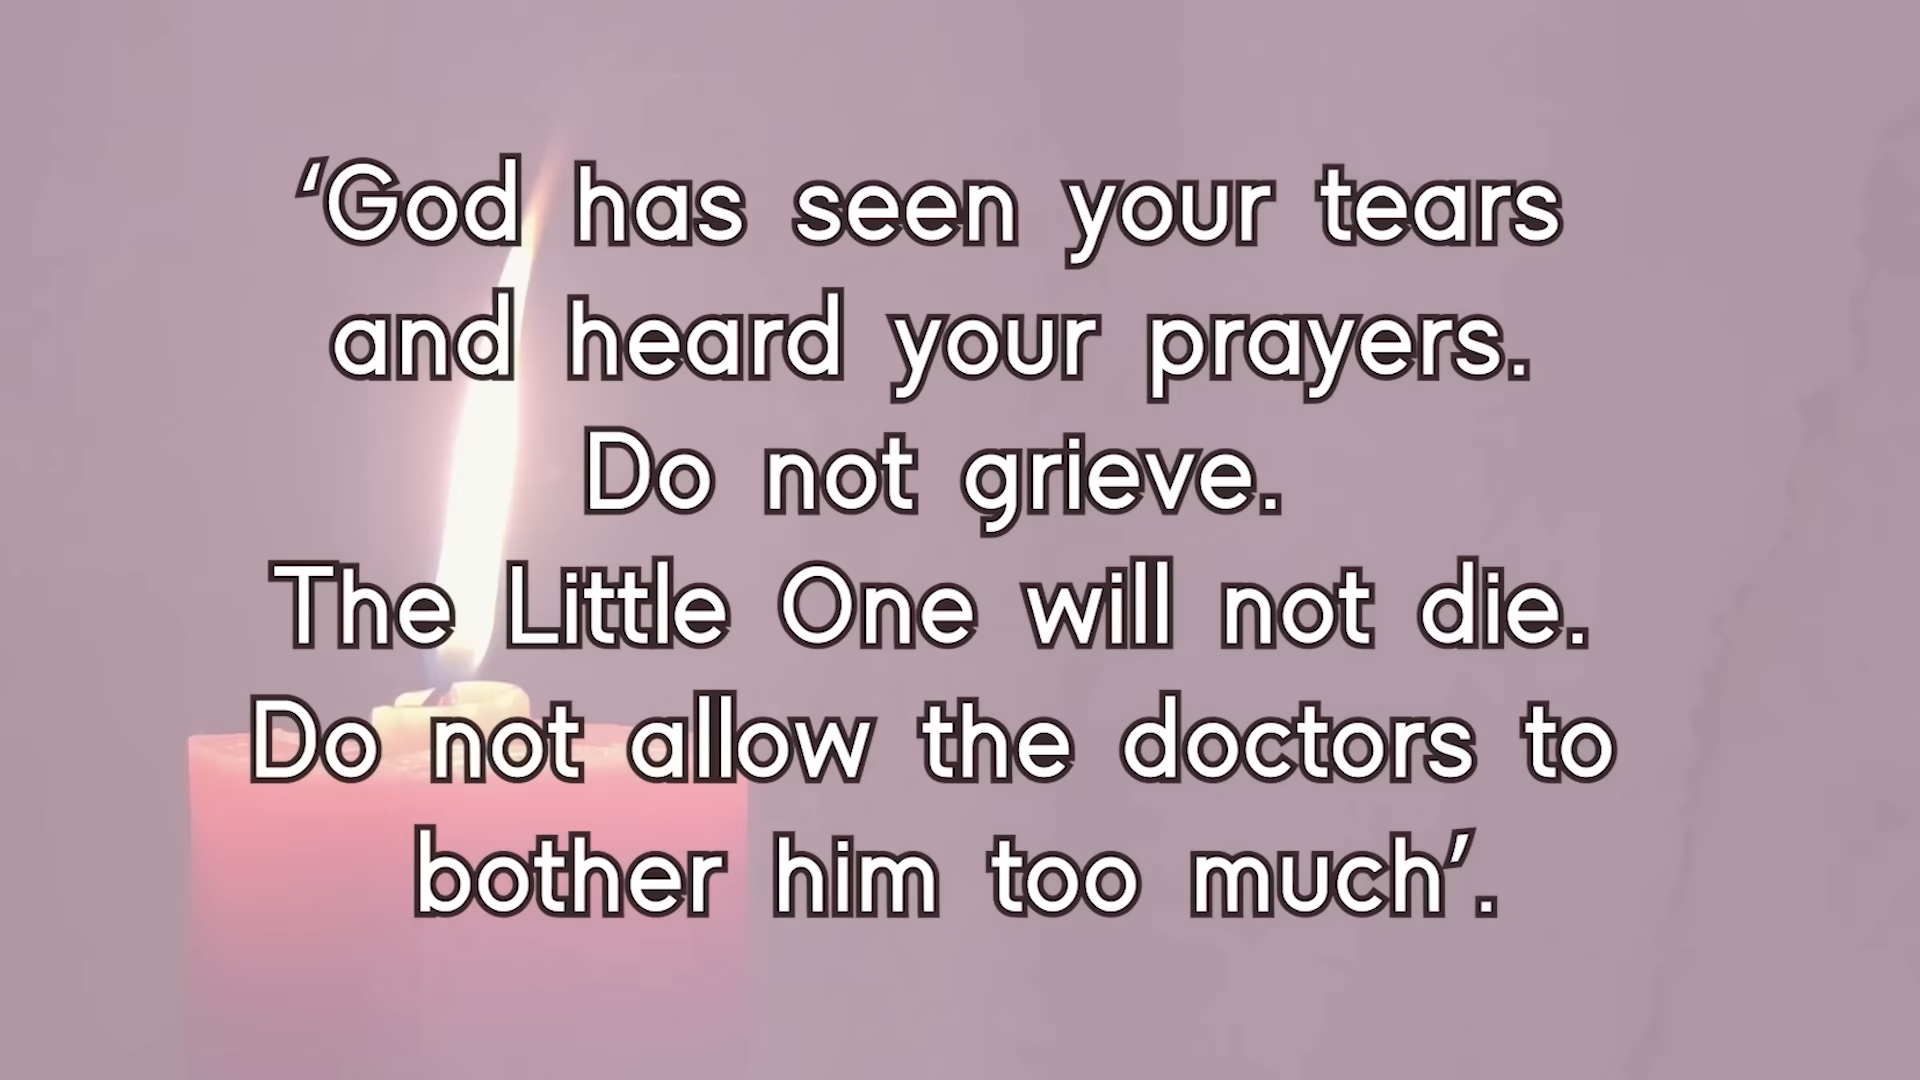 ‘God has seen your tears
and heard your prayers.
Do not grieve.
The Little One will not die.
Do not allow the doctors to
bother him too much’.